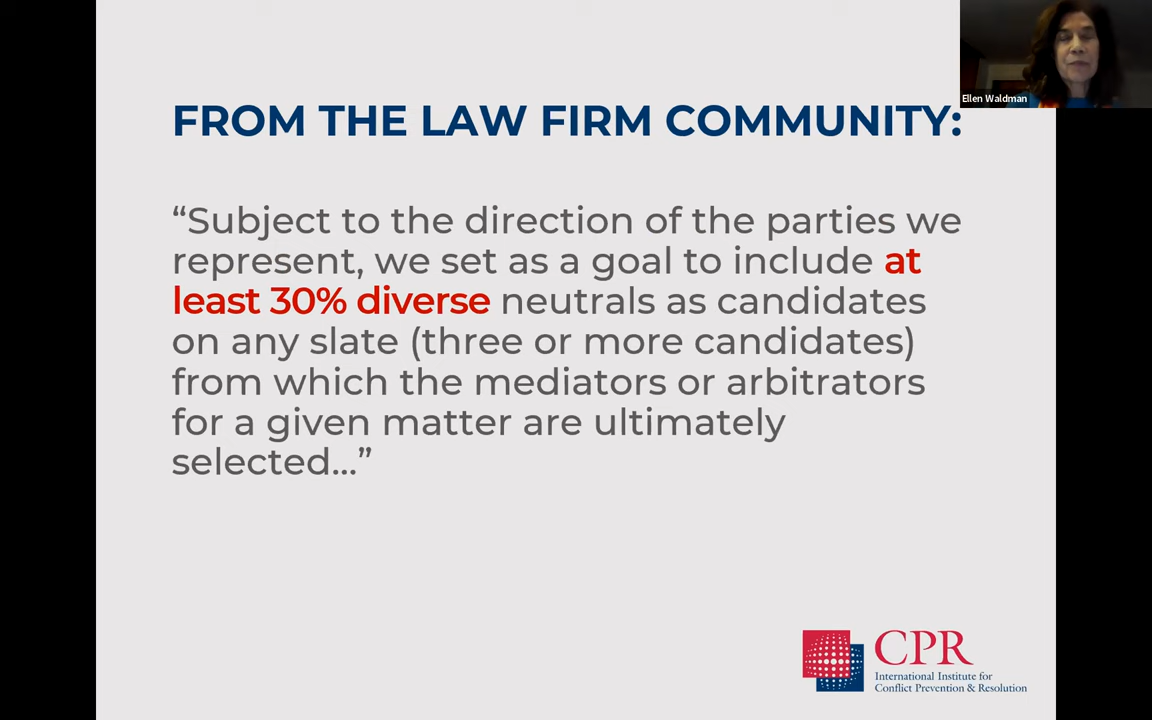 FROM THE LAW FIRM COMMUNITY:
“Subject to the direction of the parties we
represent, we set as a goal to include at
least 30% diverse neutrals as candidates
on any slate (three or more candidates)
from which the mediators or arbitrators
for a given matter are ultimately
selected...”
Ellen Waldman
CPR
International Institute for
Conflict Prevention & Resolution